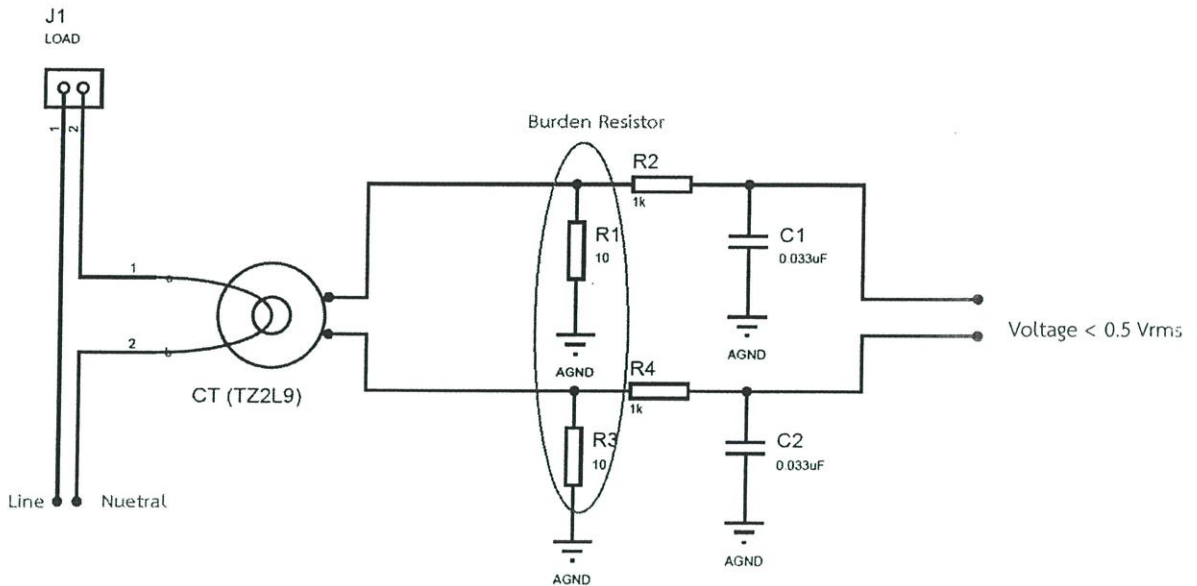 J1
LOAD
1
2
Burden Resistor
R2
1k
R1
10
C1
0.033uF
1
AGND
AGND
Voltage < 0.5 Vrms
2
CT (TZ2L9)
R4
1k
R3
10
C2
0.033uF
Line
Nuetral
AGND
AGND